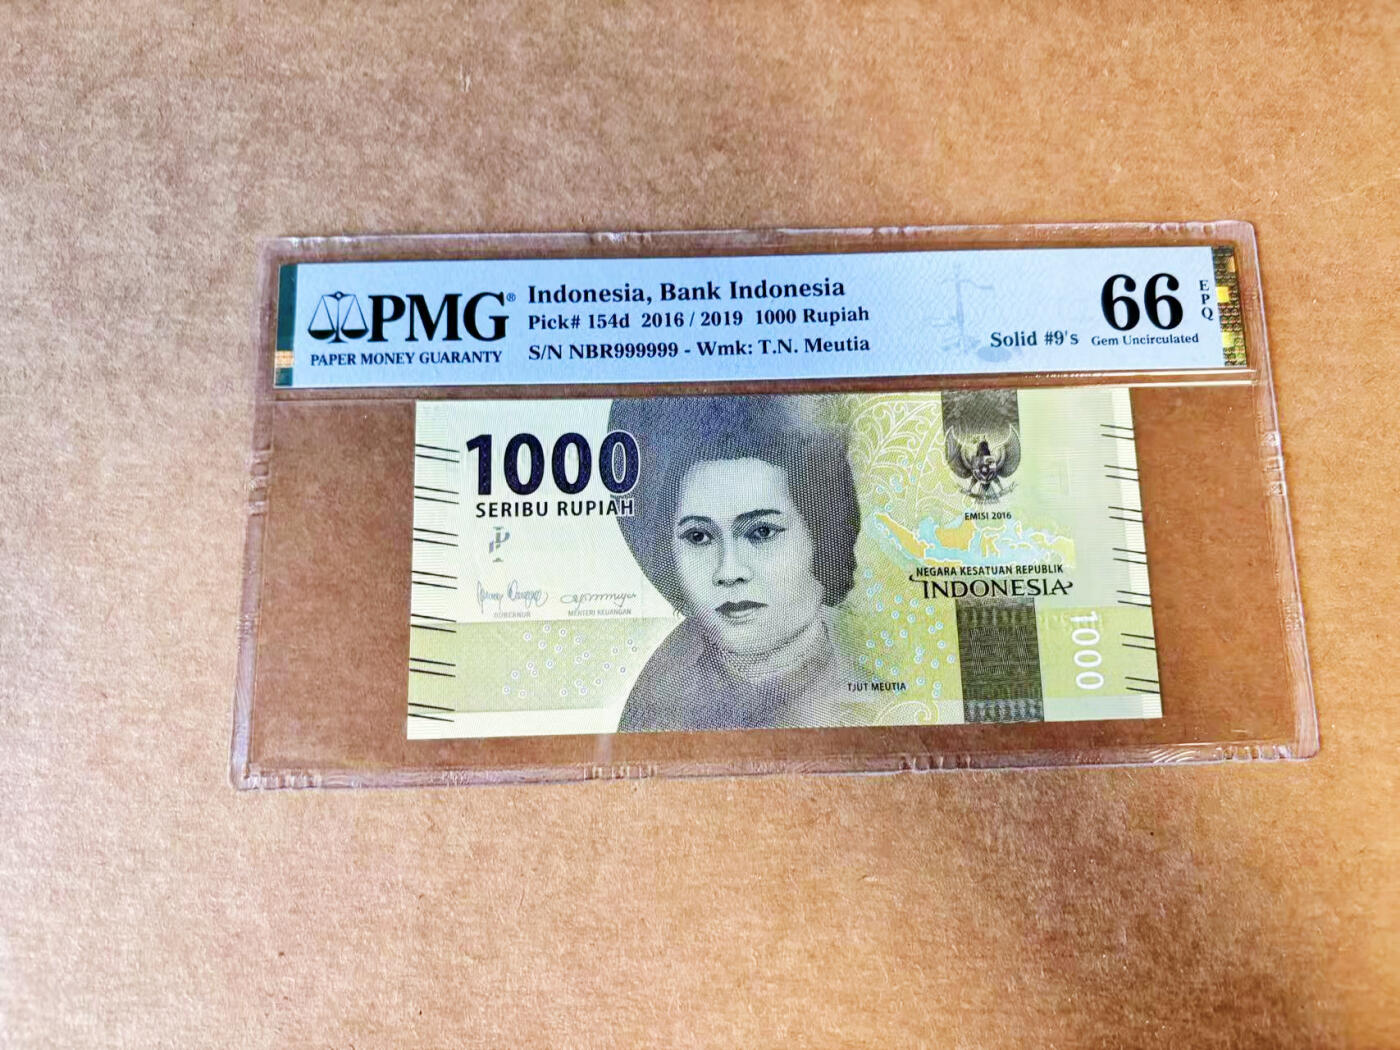 PMG®
PAPER MONEY GUARANTY
Indonesia, Bank Indonesia
Pick# 154d 2016 / 2019 1000 Rupiah
S/N NBR999999 - Wmk: T.N. Meutia
Solid #9's
66
EPQ
Gem Uncirculated
1000
SERIBU RUPIAH
GUBERNUR
MENTERI KEUANGAN
EMISI 2016
NEGARA KESATUAN REPUBLIK
INDONESIA
TJUT MEUTIA
1000